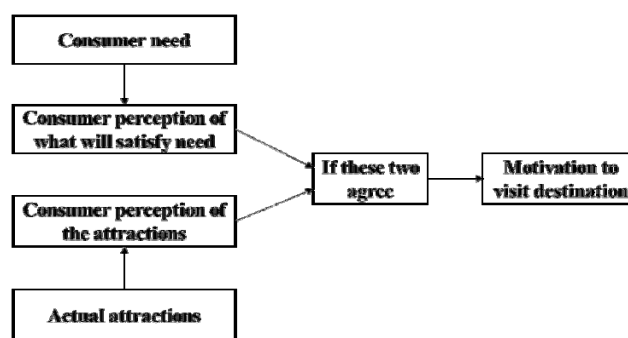 Consumer need
Consumer perception of
what will satisfy need
If these two
agree
Motivation to
visit destination
Consumer perception of
the attractions
Actual attractions